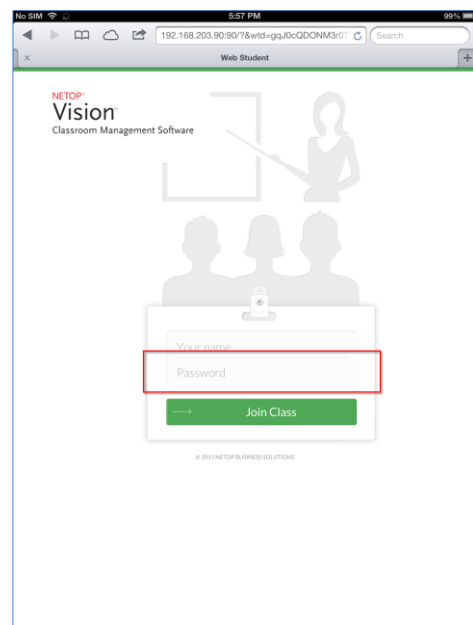 No SIM 5:57 PM 99%
192.168.203.90:90/?&wtd=gqJ0cQDONM3r0T Search
Web Student
NETOP®
Vision™
Classroom Management Software
Your name
Password
Join Class
© 2013 NETOP BUSINESS SOLUTIONS